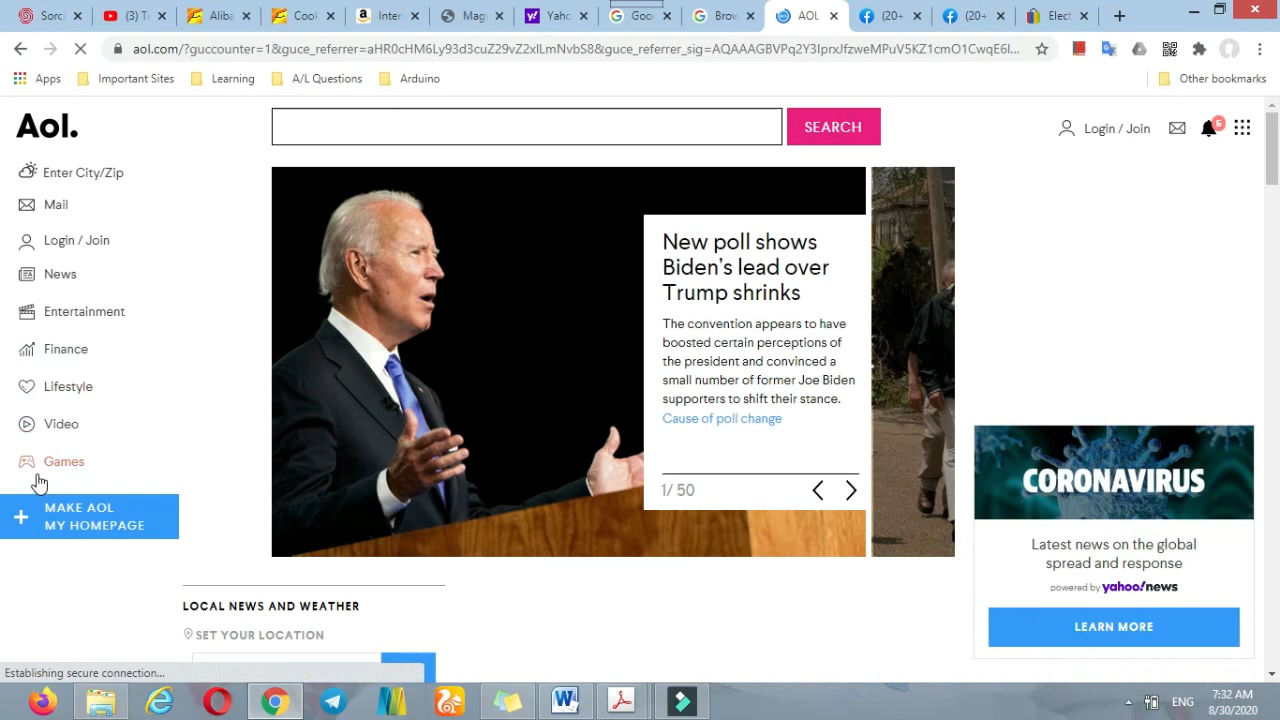 Sorc
(3) T
Aliba
Cook
Inter
Mag
Yahc
Goo
Brow
AOL
(20+
(20+
Elect
aol.com/?guccounter=1&guce_referrer=
Apps
Important Sites
Learning
A/L Questions
Arduino
Other bookmarks
Aol.
SEARCH
Login / Join
5
Enter City/Zip
Mail
Login / Join
News
Entertainment
Finance
Lifestyle
Video
Games
+ MAKE AOL
MY HOMEPAGE
New poll shows
Biden's lead over
Trump shrinks
The convention appears to have
boosted certain perceptions of
the president and convinced a
small number of former Joe Biden
supporters to shift their stance.
Cause of poll change
1/ 50
CORONAVIRUS
Latest news on the global
spread and response
powered by yahoo!news
LEARN MORE
LOCAL NEWS AND WEATHER
SET YOUR LOCATION
Establishing secure connection...
ENG
7:32 AM
8/30/2020